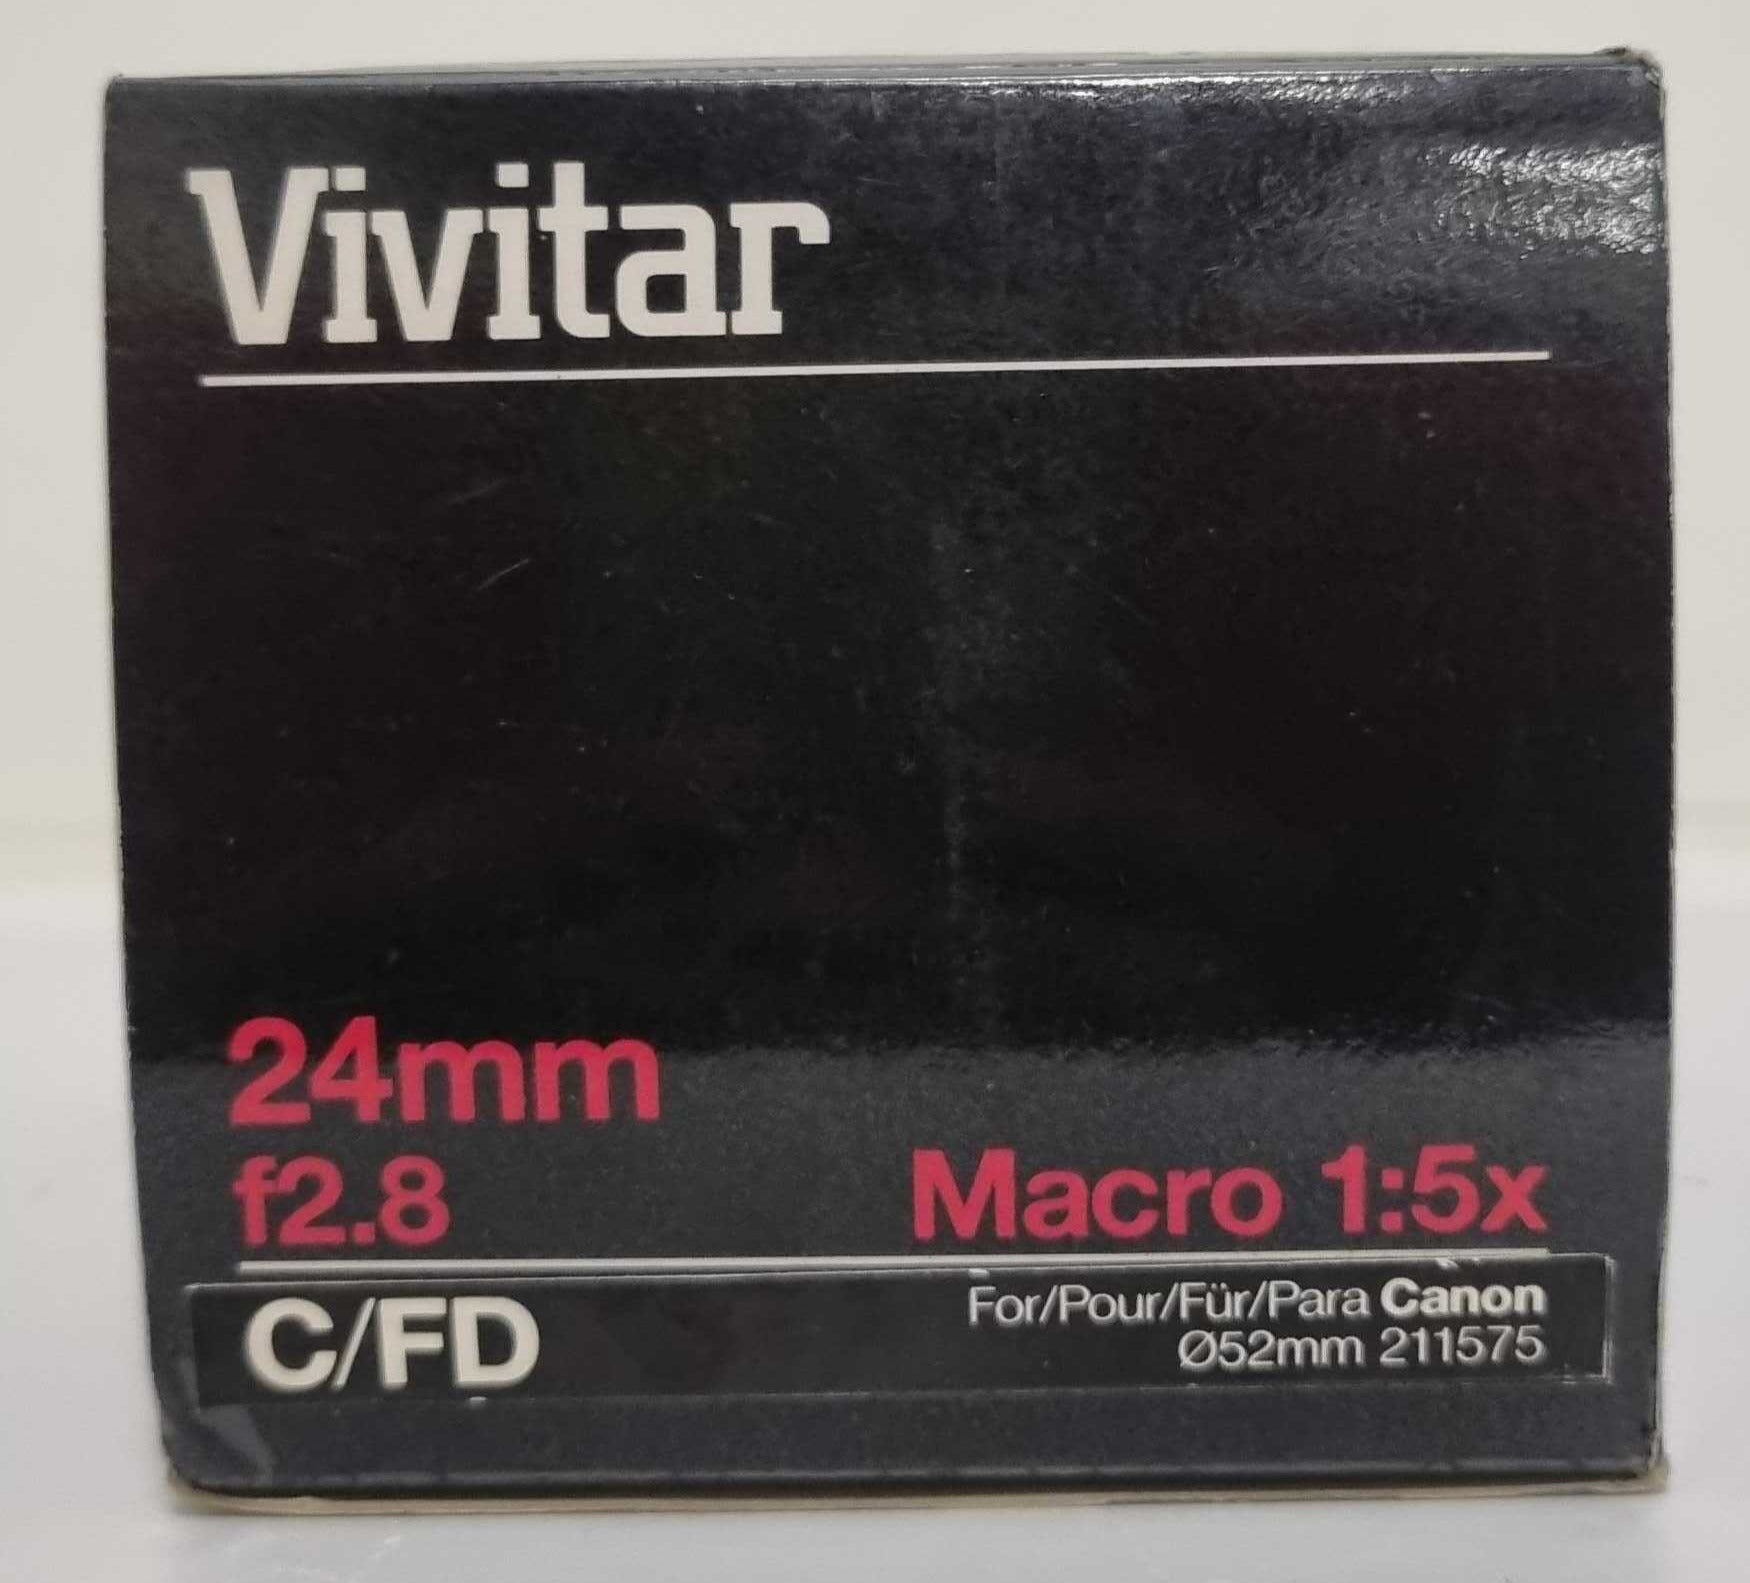 Vivitar
24mm
f2.8 Macro 1:5x
C/FD For/Pour/Für/Para Canon
Ø52mm 211575